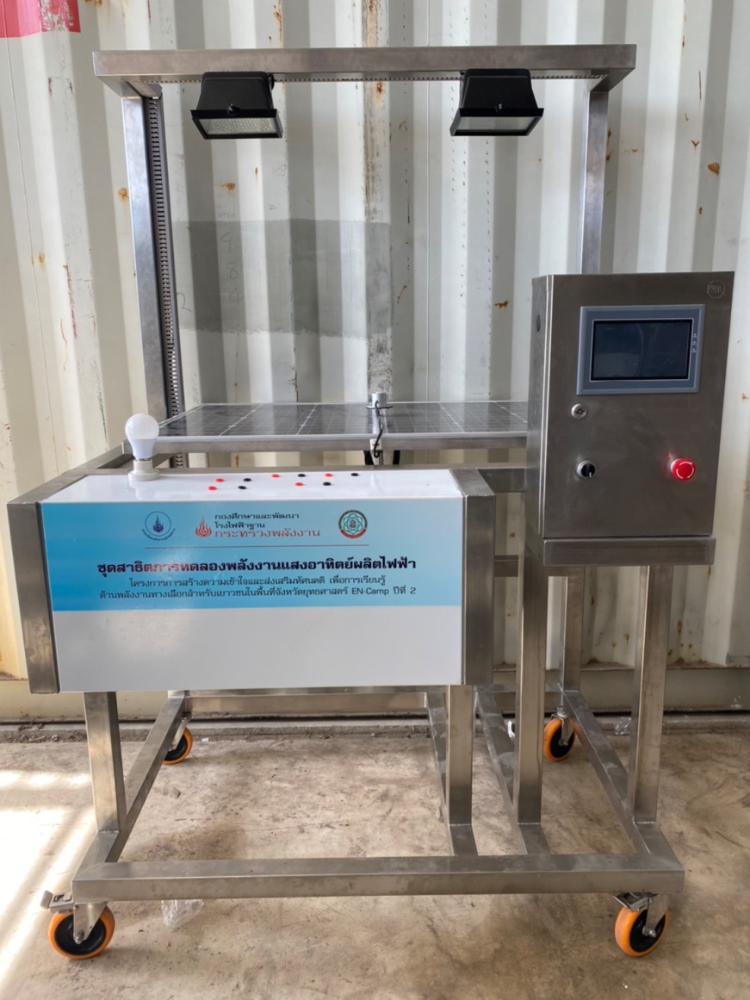 กองศึกษาและพัฒนา
โรงไฟฟ้าฐาน
กระทรวงพลังงาน
ชุดสาธิตการทดลองพลังงานแสงอาทิตย์ผลิตไฟฟ้า
โครงการการสร้างความเข้าใจและส่งเสริมทัศนคติ เพื่อการเรียนรู้
ด้านพลังงานทางเลือกสำหรับเยาวชนในพื้นที่จังหวัดยุทธศาสตร์ EN-Camp ปีที่ 2